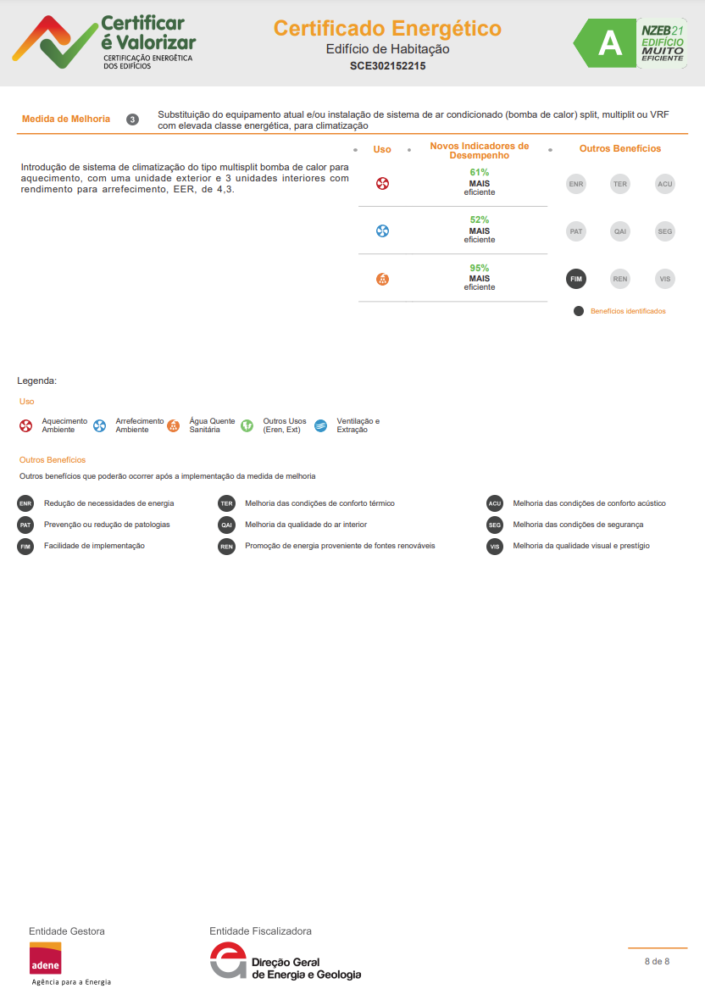 Certificar
é Valorizar
CERTIFICAÇÃO ENERGÉTICA
DOS EDIFÍCIOS
Certificado Energético
Edifício de Habitação
SCE302152215
A
NZEB21
EDIFÍCIO
MUITO
EFICIENTE
Medida de Melhoria 3
Substituição do equipamento atual e/ou instalação de sistema de ar condicionado (bomba de calor) split, multiplit ou VRF
com elevada classe energética, para climatização
Uso
Novos Indicadores de
Desempenho
Outros Benefícios
Introdução de sistema de climatização do tipo multisplit bomba de calor para
aquecimento, com uma unidade exterior e 3 unidades interiores com
rendimento para arrefecimento, EER, de 4,3.
61%
MAIS
eficiente
ENR TER ACU
52%
MAIS
eficiente
PAT QAI SEG
95%
MAIS
eficiente
FIM REN VIS
Benefícios identificados
Legenda:
Uso
Aquecimento
Ambiente
Arrefecimento
Ambiente
Água Quente
Sanitária
Outros Usos
(Eren, Ext)
Ventilação e
Extração
Outros Benefícios
Outros benefícios que poderão ocorrer após a implementação da medida de melhoria
ENR Redução de necessidades de energia
TER Melhoria das condições de conforto térmico
ACU Melhoria das condições de conforto acústico
PAT Prevenção ou redução de patologias
QAI Melhoria da qualidade do ar interior
SEG Melhoria das condições de segurança
FIM Facilidade de implementação
REN Promoção de energia proveniente de fontes renováveis
VIS Melhoria da qualidade visual e prestígio
Entidade Gestora
adene
Agência para a Energia
Entidade Fiscalizadora
Direção Geral
de Energia e Geologia
8 de 8